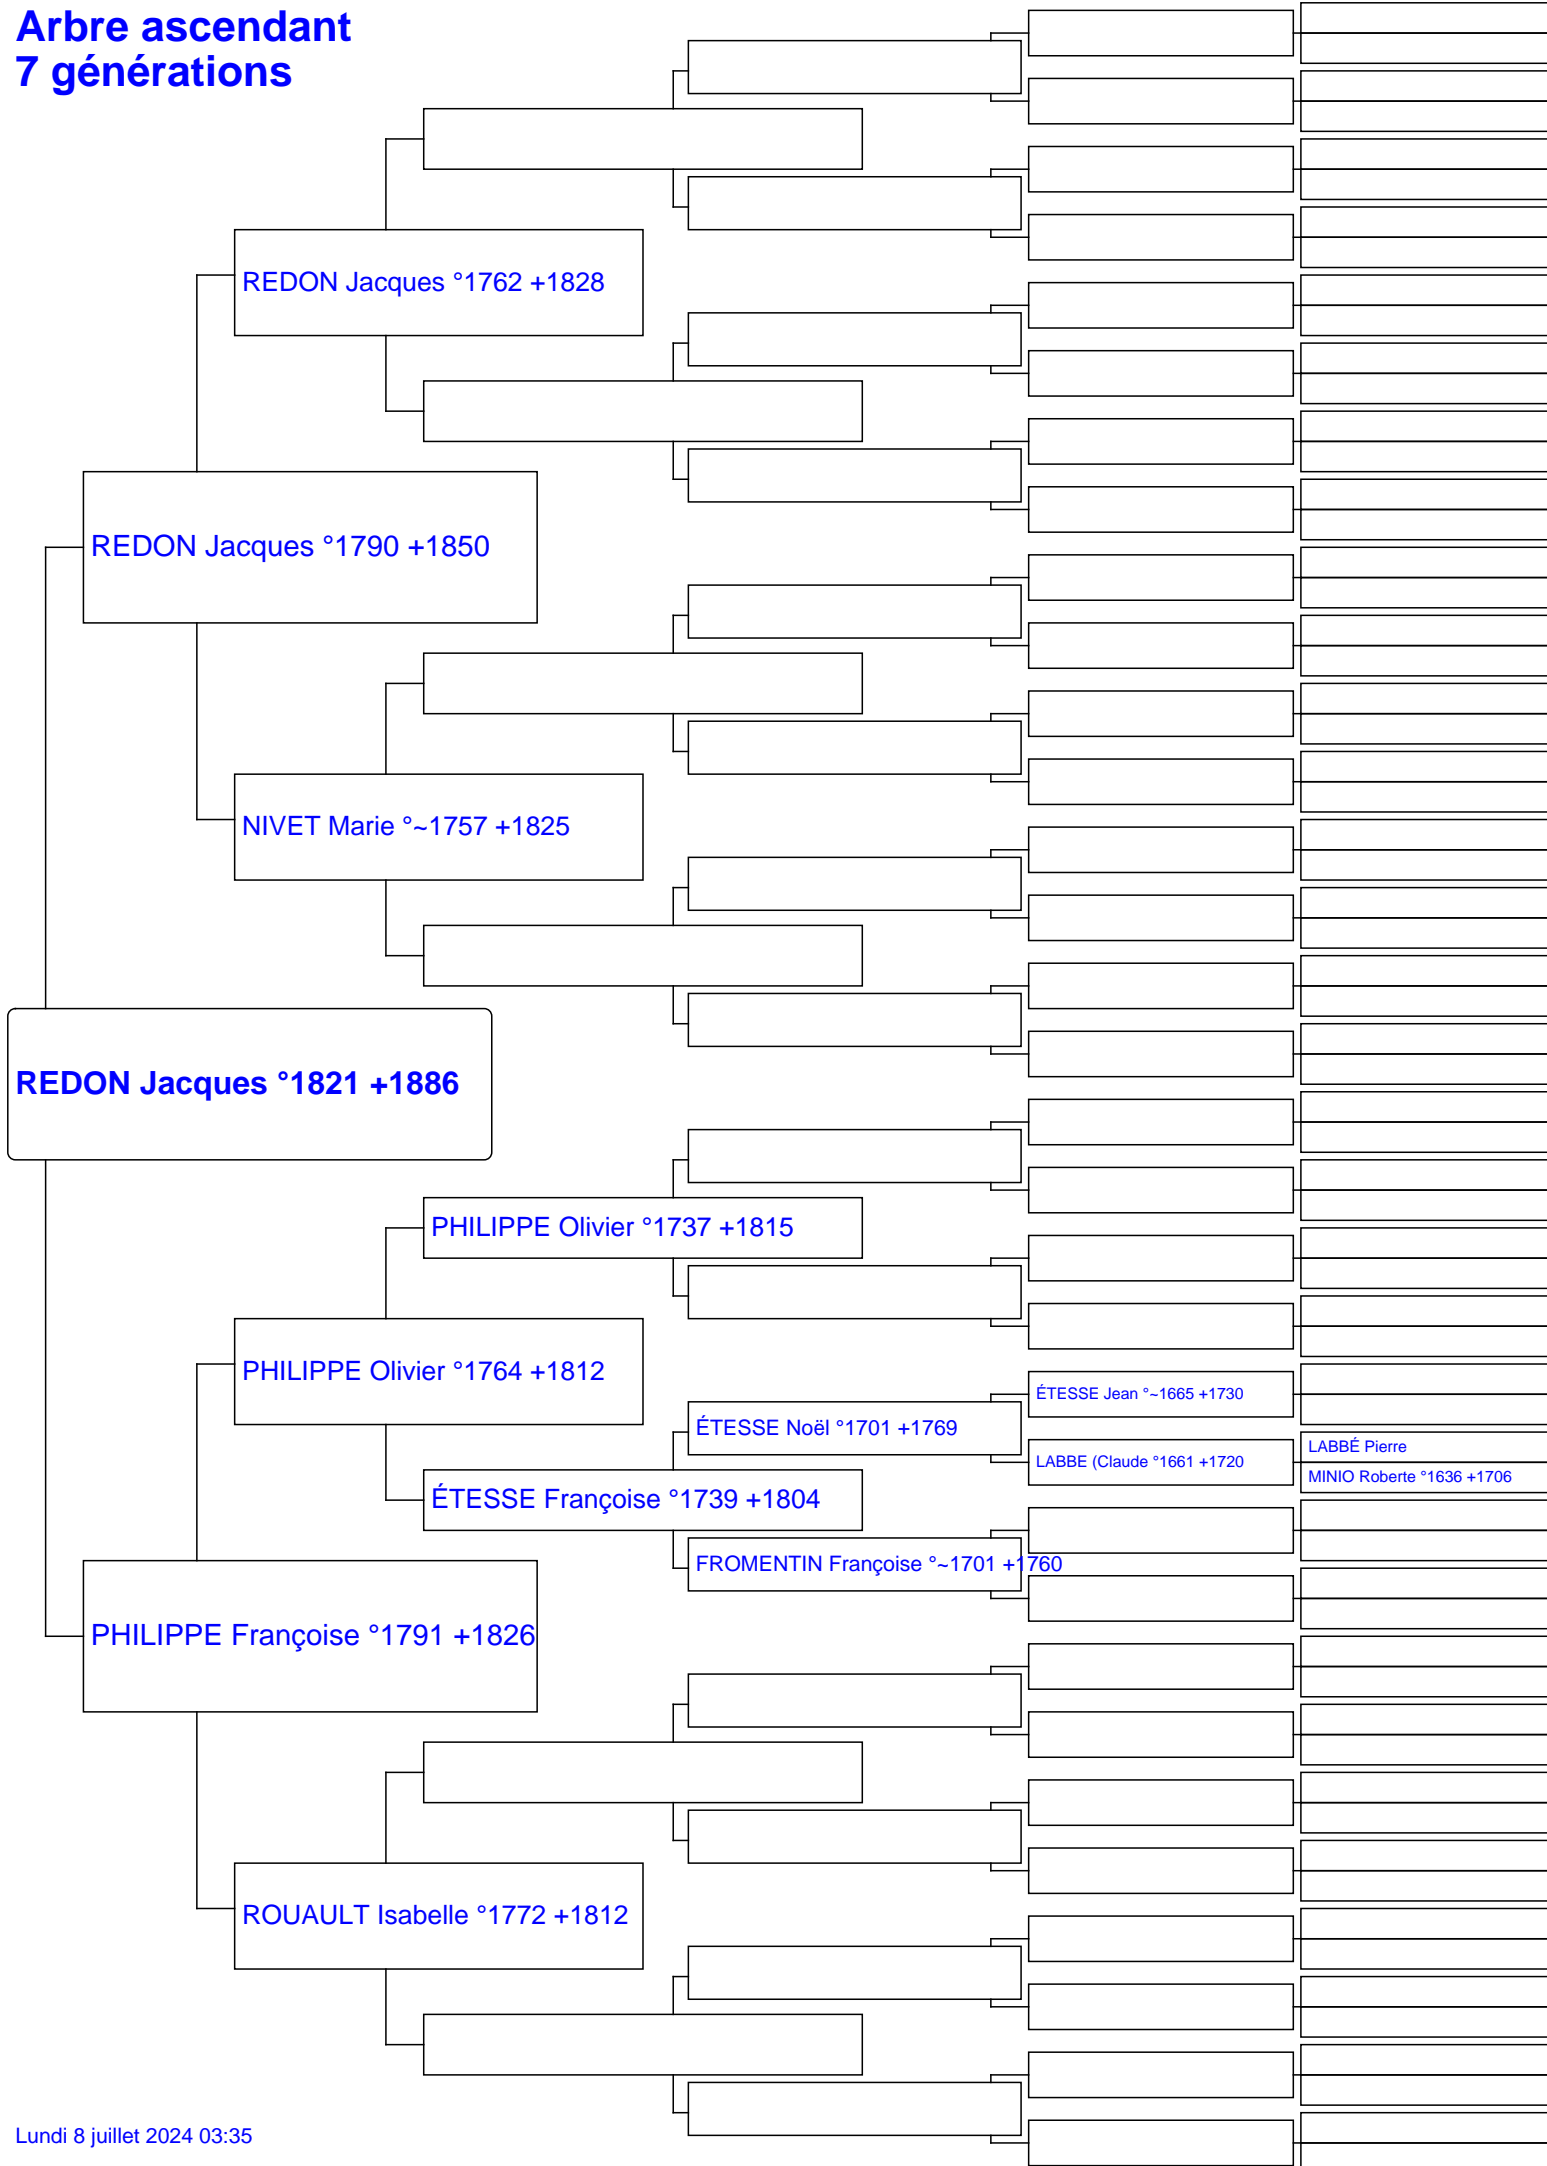 Arbre ascendant
7 générations
REDON Jacques °1762 +1828
REDON Jacques °1790 +1850
NIVET Marie °~1757 +1825
REDON Jacques °1821 +1886
PHILIPPE Olivier °1737 +1815
PHILIPPE Olivier °1764 +1812
ÉTESSE Jean °~1665 +1730
ÉTESSE Noël °1701 +1769
LABBÉ Pierre
LABBE (Claude °1661 +1720
MINIO Roberte °1636 +1706
ÉTESSE Françoise °1739 +1804
FROMENTIN Françoise °~1701 +1760
PHILIPPE Françoise °1791 +1826
ROUAULT Isabelle °1772 +1812
Lundi 8 juillet 2024 03:35